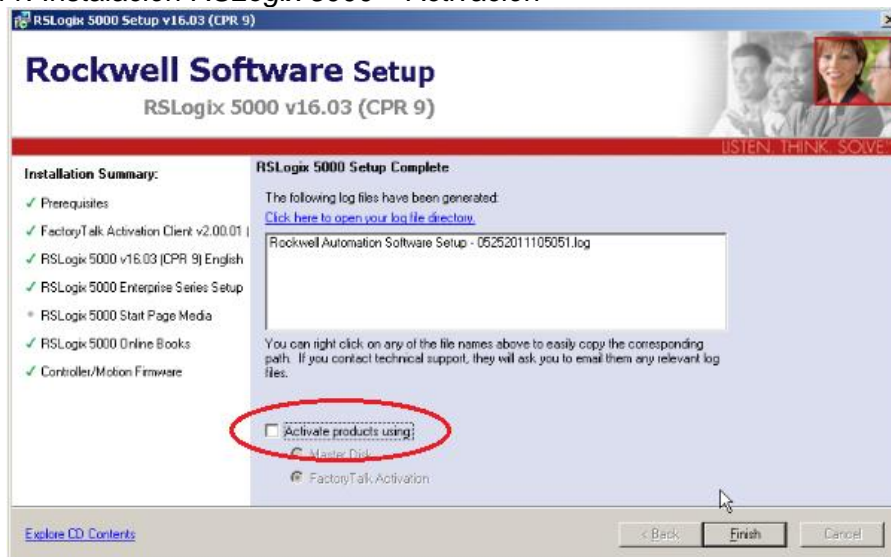 Instalación RSLogix 5000 – Activación
RSLogix 5000 Setup v16.03 (CPR 9)
Rockwell Software Setup
RSLogix 5000 v16.03 (CPR 9)
LISTEN. THINK. SOLVE.
Installation Summary:
Prerequisites
FactoryTalk Activation Client v2.00.01 (
RSLogix 5000 v16.03 (CPR 9) English
RSLogix 5000 Enterprise Series Setup
RSLogix 5000 Start Page Media
RSLogix 5000 Online Books
Controller/Motion Firmware
RSLogix 5000 Setup Complete
The following log files have been generated:
Click here to open your log file directory.
Rockwell Automation Software Setup - 05252011105051.log
You can right click on any of the file names above to easily copy the corresponding
path. If you contact technical support, they will ask you to email them any relevant log
files.
Activate products using:
Master Disk
FactoryTalk Activation
Explore CD Contents
< Back
Finish
Cancel